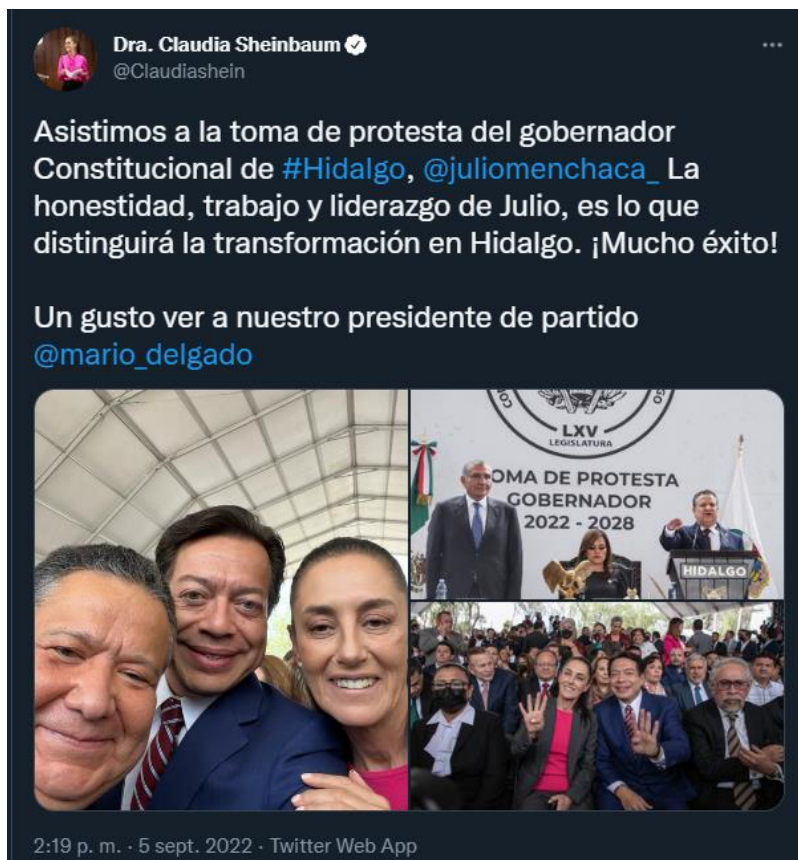 Dra. Claudia Sheinbaum
@Claudiashein
Asistimos a la toma de protesta del gobernador
Constitucional de #Hidalgo, @juliomenchaca_ La
honestidad, trabajo y liderazgo de Julio, es lo que
distinguirá la transformación en Hidalgo. ¡Mucho éxito!
Un gusto ver a nuestro presidente de partido
@mario_delgado
LXV
LEGISLATURA
OMA DE PROTESTA
GOBERNADOR
2022 - 2028
HIDALGO
2:19 p. m. · 5 sept. 2022 · Twitter Web App